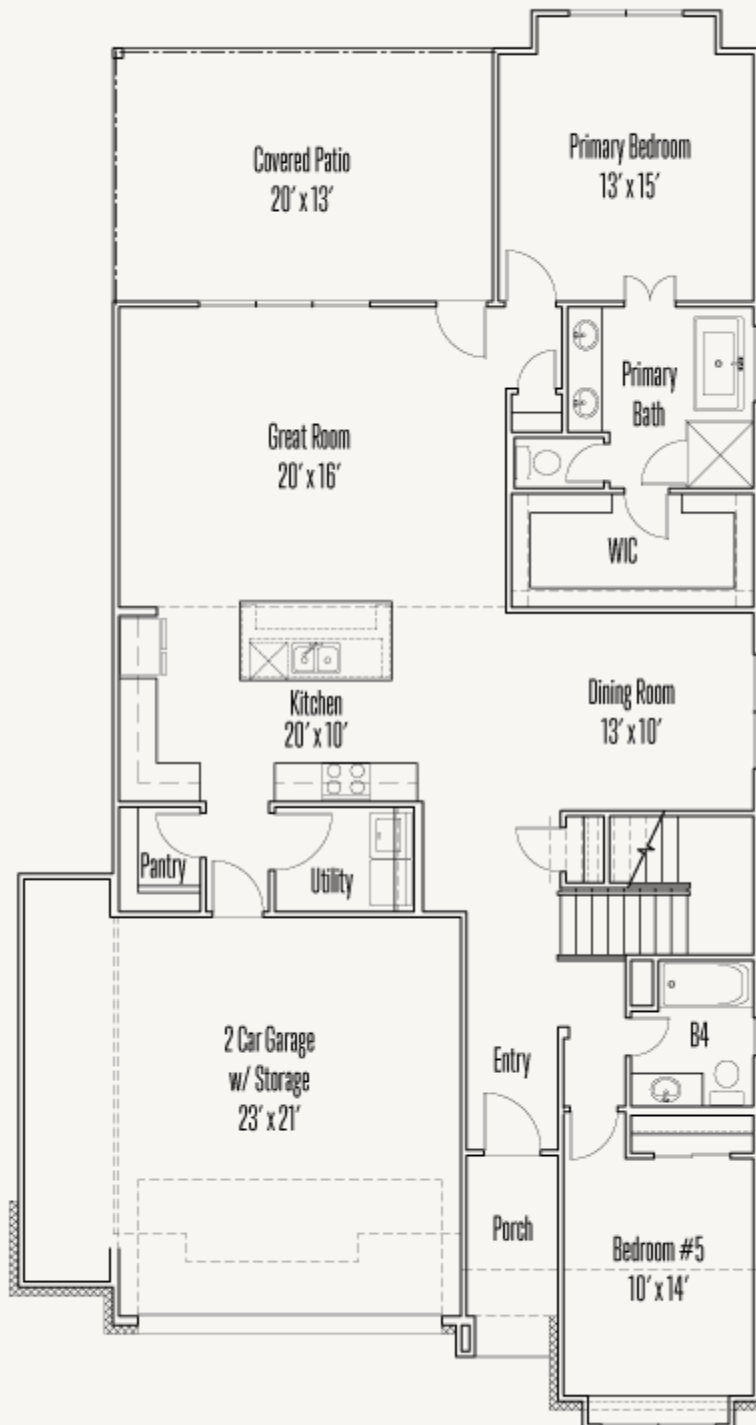 Covered Patio
20' x 13'
Primary Bedroom
13' x 15'
Great Room
20' x 16'
Primary
Bath
WIC
Kitchen
20' x 10'
Dining Room
13' x 10'
Pantry
Utility
2 Car Garage
w/ Storage
23' x 21'
Entry
B4
Porch
Bedroom #5
10' x 14'